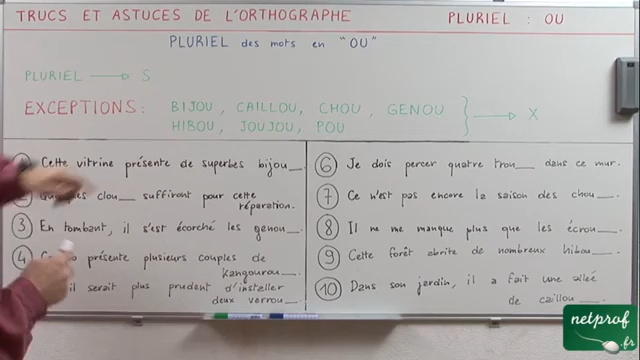 TRUCS ET ASTUCES DE L'ORTHOGRAPHE
PLURIEL : OU
PLURIEL des mots en "OU"
PLURIEL → S
EXCEPTIONS : BIJOU, CAILLOU, CHOU, GENOU
HIBOU, JOUJOU, POU
→ X
Cette vitrine présente de superbes bijou__
clou__ suffiront pour cette
réparation.
3 En tombant, il s'est écorché les genou__
4 présente plusieurs couples de
kangourou__
il serait plus prudent d'installer
deux verrou__
6 Je dois percer quatre trou__ dans ce mur.
7 Ce n'est pas encore la saison des chou__
8 Il ne me manque plus que les écrou__
9 Cette forêt abrite de nombreux hibou__
10 Dans son jardin, il a fait une allée
de caillou__
netprof
.fr